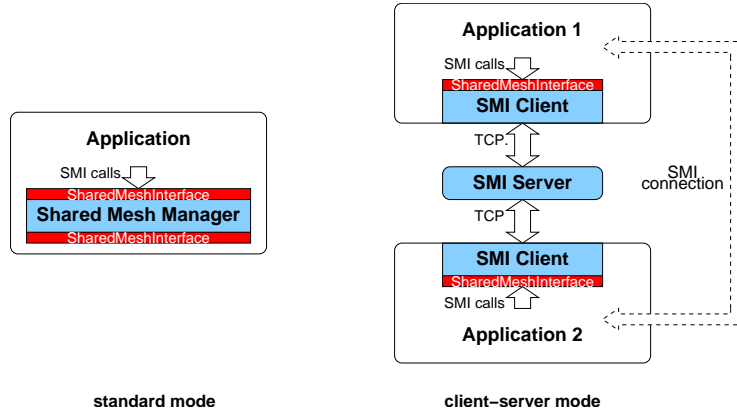 Application
SMI calls
SharedMeshInterface
Shared Mesh Manager
SharedMeshInterface
standard mode
Application 1
SMI calls
SharedMeshInterface
SMI Client
TCP.
SMI Server
TCP
SMI Client
SharedMeshInterface
SMI calls
Application 2
SMI
connection
client–server mode